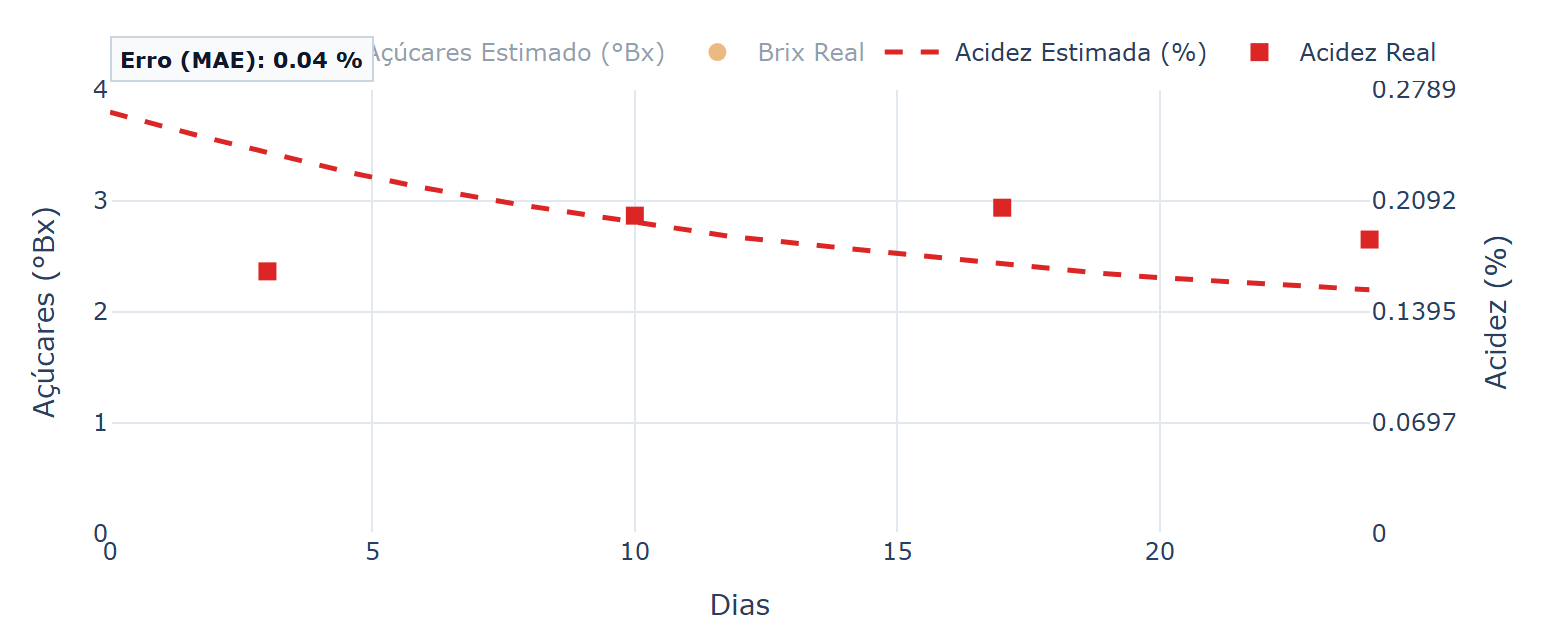 Erro (MAE): 0.04 %
Açúcares Estimado (°Bx)
Brix Real
Acidez Estimada (%)
Acidez Real
4
3
2
1
0
Açúcares (°Bx)
0.2789
0.2092
0.1395
0.0697
0
Acidez (%)
0
5
10
15
20
Dias